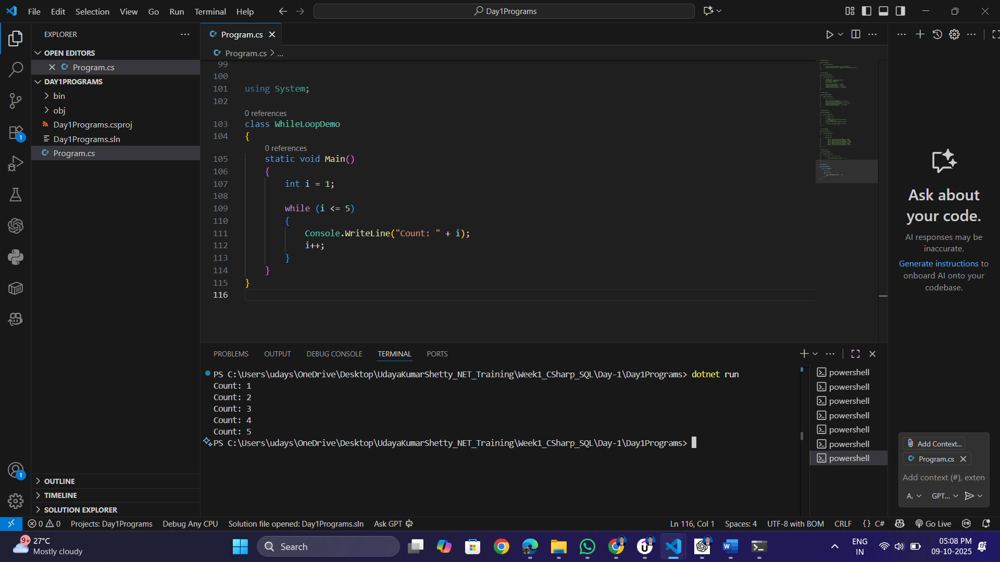 File Edit Selection View Go Run Terminal Help
Day1Programs
EXPLORER
OPEN EDITORS
Program.cs
DAY1PROGRAMS
bin
obj
Day1Programs.csproj
Day1Programs.sln
Program.cs
OUTLINE
TIMELINE
SOLUTION EXPLORER
Program.cs
Program.cs > ...
99
100
101 using System;
102
0 references
103 class WhileLoopDemo
104 {
0 references
105 static void Main()
106 {
107 int i = 1;
108
109 while (i <= 5)
110 {
111 Console.WriteLine("Count: " + i);
112 i++;
113 }
114 }
115 }
116
PROBLEMS OUTPUT DEBUG CONSOLE TERMINAL PORTS
PS C:\Users\udays\OneDrive\Desktop\UdayaKumarShetty_NET_Training\Week1_CSharp_SQL\Day-1\Day1Programs> dotnet run
Count: 1
Count: 2
Count: 3
Count: 4
Count: 5
PS C:\Users\udays\OneDrive\Desktop\UdayaKumarShetty_NET_Training\Week1_CSharp_SQL\Day-1\Day1Programs>
powershell
powershell
powershell
powershell
powershell
powershell
powershell
Ask about
your code.
AI responses may be
inaccurate.
Generate instructions to
onboard AI onto your
codebase.
Add Context...
Program.cs
Add context (#), exten
A. GPT...
1
1
0 0 Projects: Day1Programs Debug Any CPU Solution file opened: Day1Programs.sln Ask GPT
Ln 116, Col 1 Spaces: 4 UTF-8 with BOM CRLF {} C# Go Live
9+
27°C
Mostly cloudy
Search
ENG
IN
05:08 PM
09-10-2025